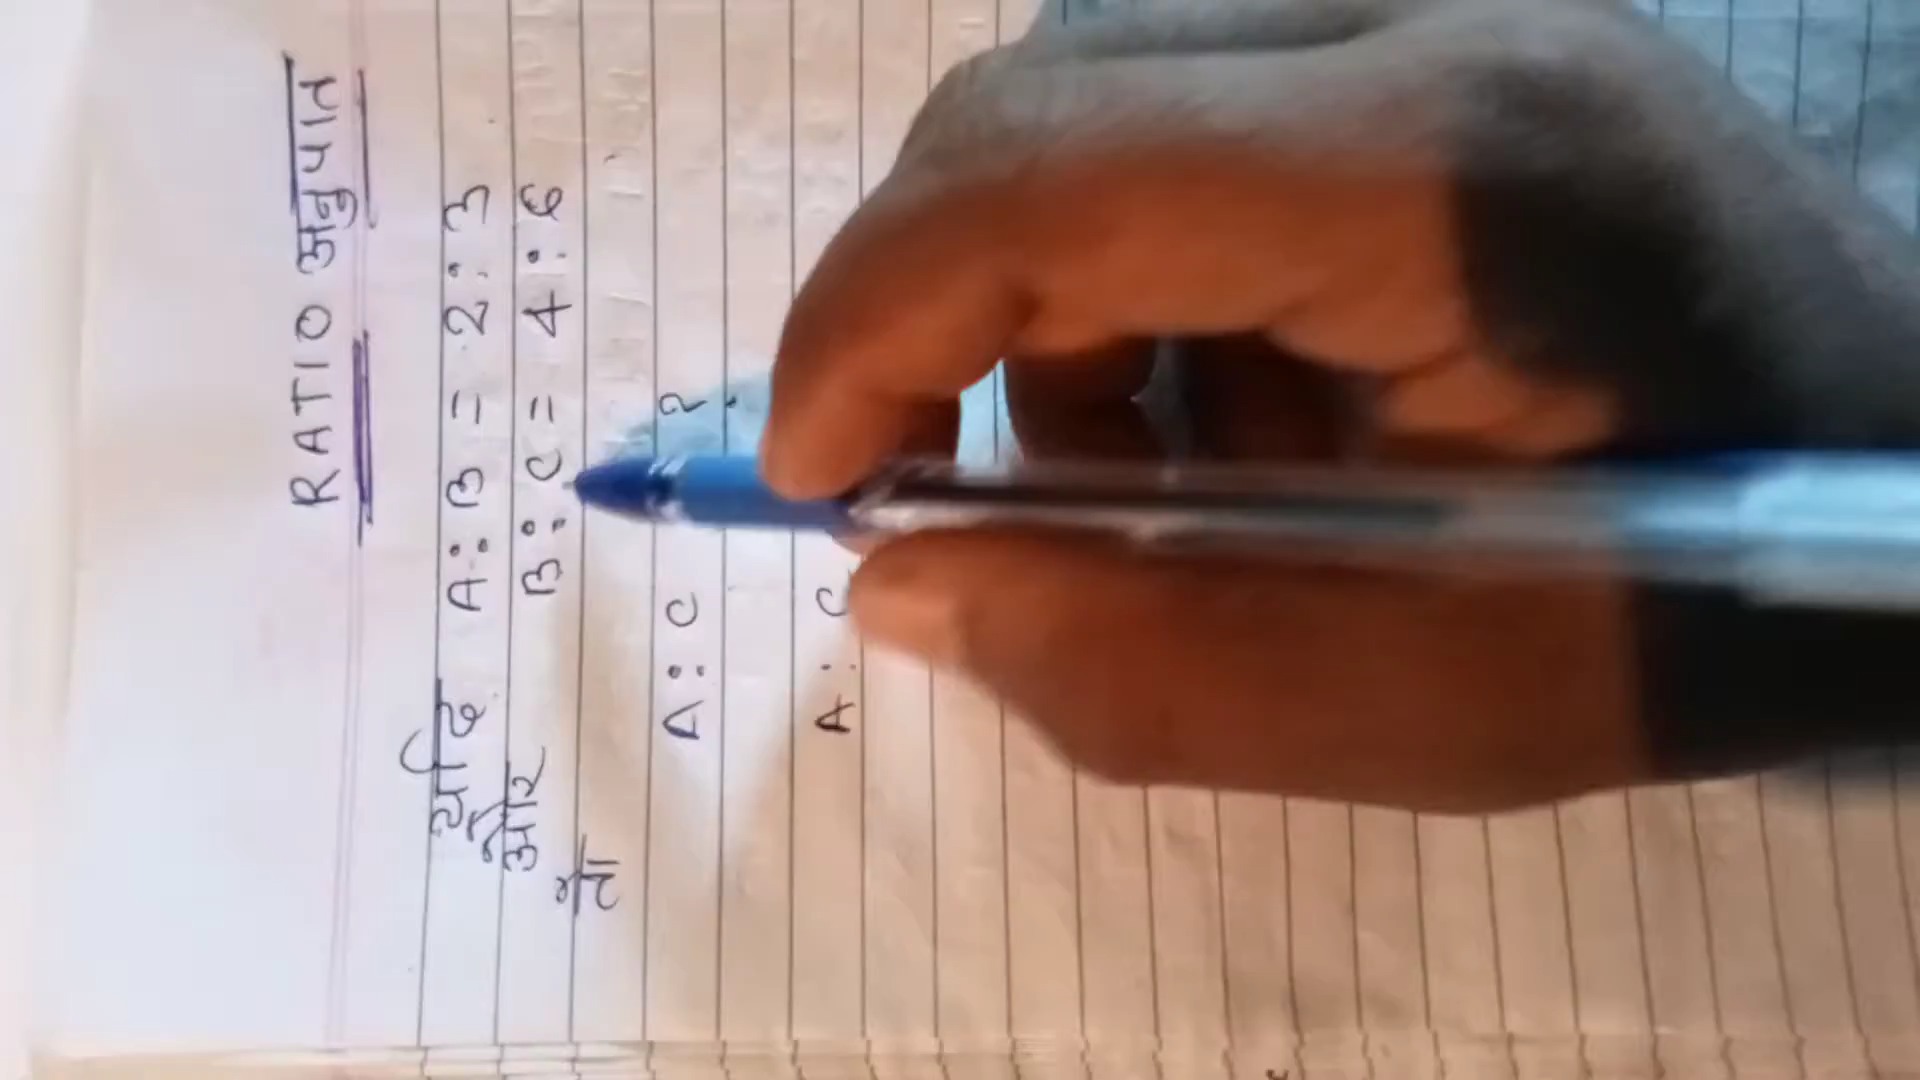 RATIO अनुपात
यदि A:B = 2:3
और B:C = 4:6
तो
A:C ?
A:C